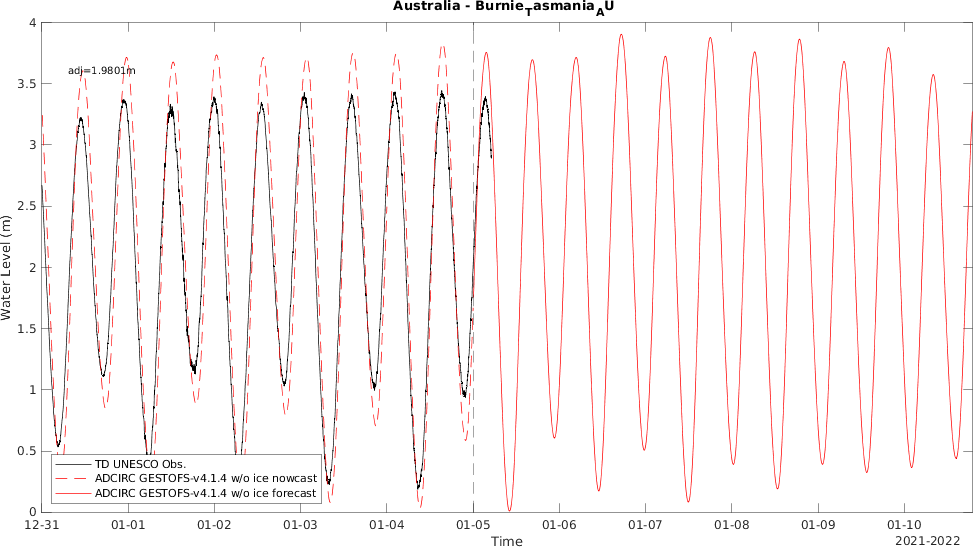 Australia - BurnieTasmaniaAU
adj=1.9801m
Water Level (m)
4
3.5
3
2.5
2
1.5
1
0.5
0
TD UNESCO Obs.
ADCIRC GESTOFS-v4.1.4 w/o ice nowcast
ADCIRC GESTOFS-v4.1.4 w/o ice forecast
12-31 01-01 01-02 01-03 01-04 01-05 01-06 01-07 01-08 01-09 01-10
Time
2021-2022